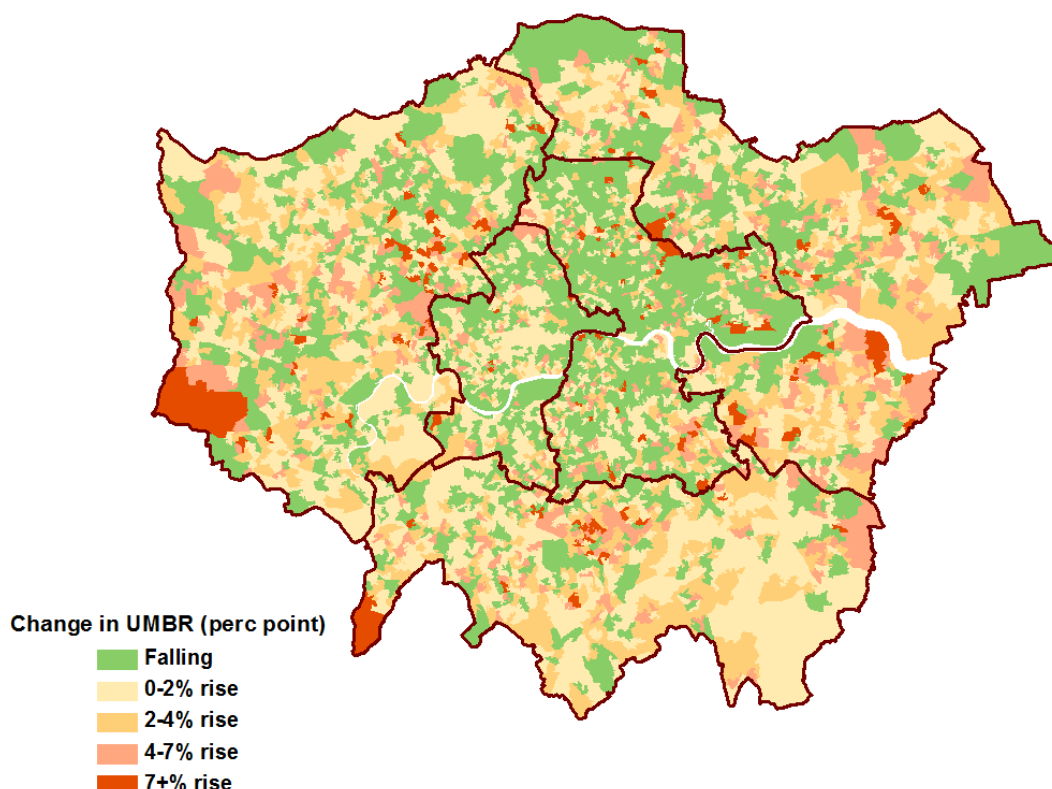 Change in UMBR (perc point)
Falling
0-2% rise
2-4% rise
4-7% rise
7+% rise